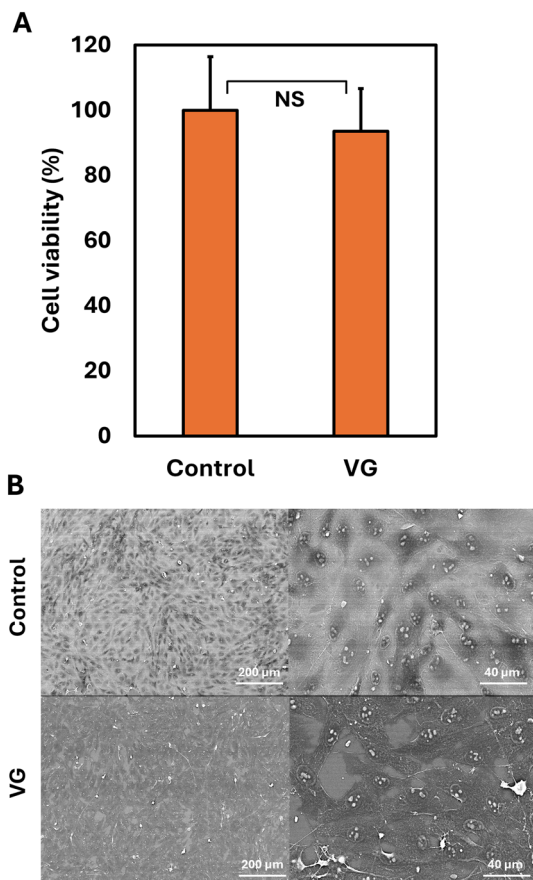 A
120
100
80
60
40
20
0
Cell viability (%)
NS
Control VG
B
Control
200 µm 40 µm
VG
200 µm 40 µm